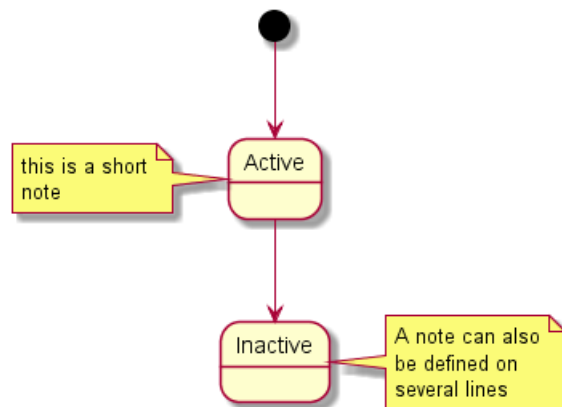 Active
this is a short
note
Inactive
A note can also
be defined on
several lines